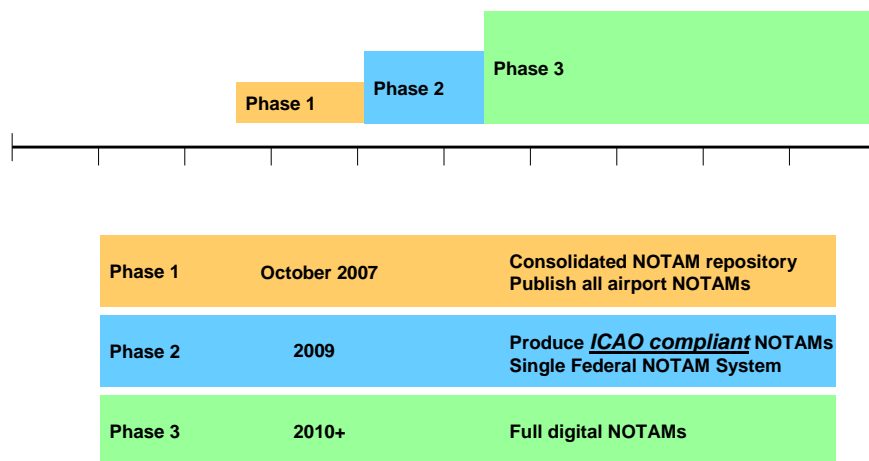 Phase 1
Phase 2
Phase 3
Phase 1 October 2007 Consolidated NOTAM repository
Publish all airport NOTAMs
Phase 2 2009 Produce ICAO compliant NOTAMs
Single Federal NOTAM System
Phase 3 2010+ Full digital NOTAMs